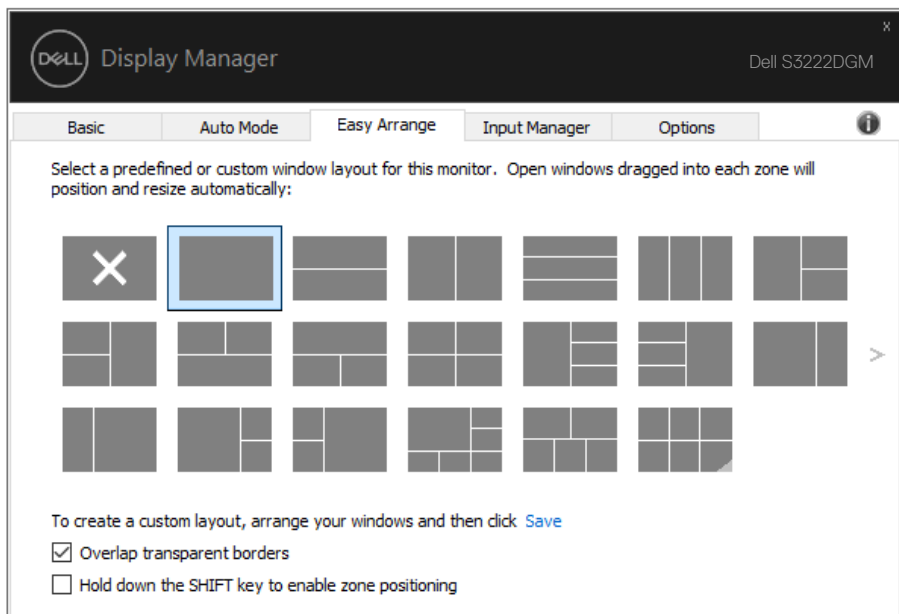 DELL Display Manager
x
Dell S3222DGM
Basic Auto Mode Easy Arrange Input Manager Options
Select a predefined or custom window layout for this monitor. Open windows dragged into each zone will
position and resize automatically:
>
To create a custom layout, arrange your windows and then click Save
Overlap transparent borders
Hold down the SHIFT key to enable zone positioning